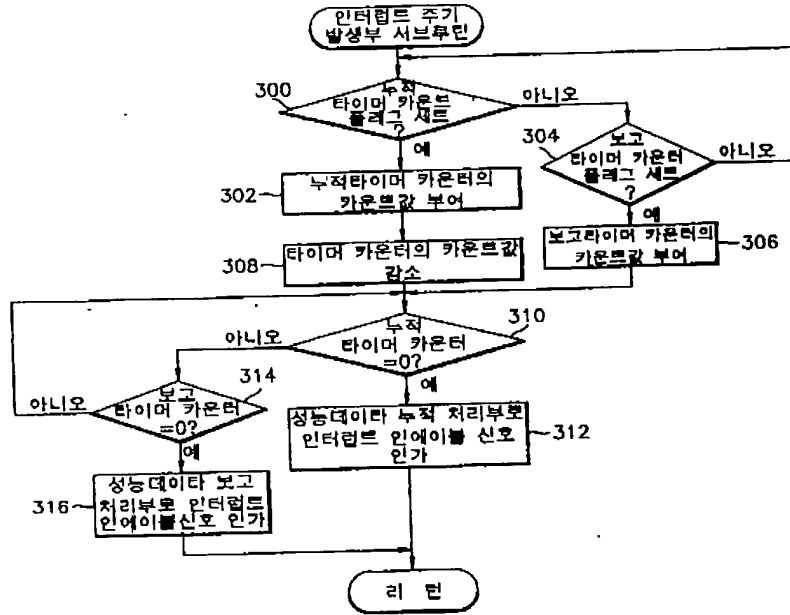 인터럽트 주기
발생부 서브루틴
300
누적
타이머 카운트
플래그 세트
?
아니오
예
304
보고
타이머 카운터
플래그 세트
?
아니오
예
302
누적타이머 카운터의
카운트값 부여
보고타이머 카운터의
카운트값 부여
306
308
타이머 카운터의 카운트값
감소
310
누적
타이머 카운터
=0?
아니오
예
314
보고
타이머 카운터
=0?
아니오
예
성능데이타 누적 처리부로
인터럽트 인에이블 신호
인가
312
316
성능데이타 보고
처리부로 인터럽트
인에이블신호 인가
리 턴